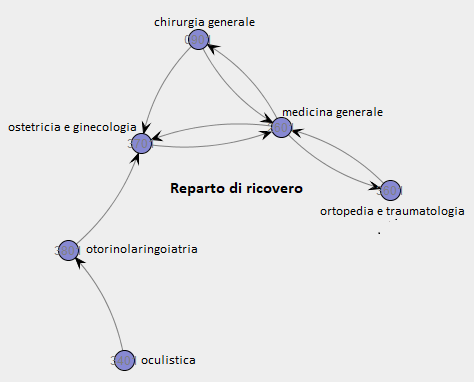 chirurgia generale
medicina generale
ostetricia e ginecologia
Reparto di ricovero
ortopedia e traumatologia
otorinolaringoiatria
oculistica